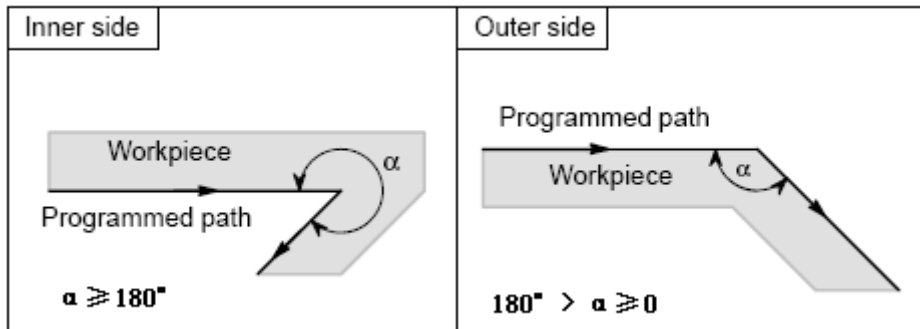 Inner side
Workpiece
α
Programmed path
α ≥ 180°
Outer side
Programmed path
α
Workpiece
180° > α ≥ 0